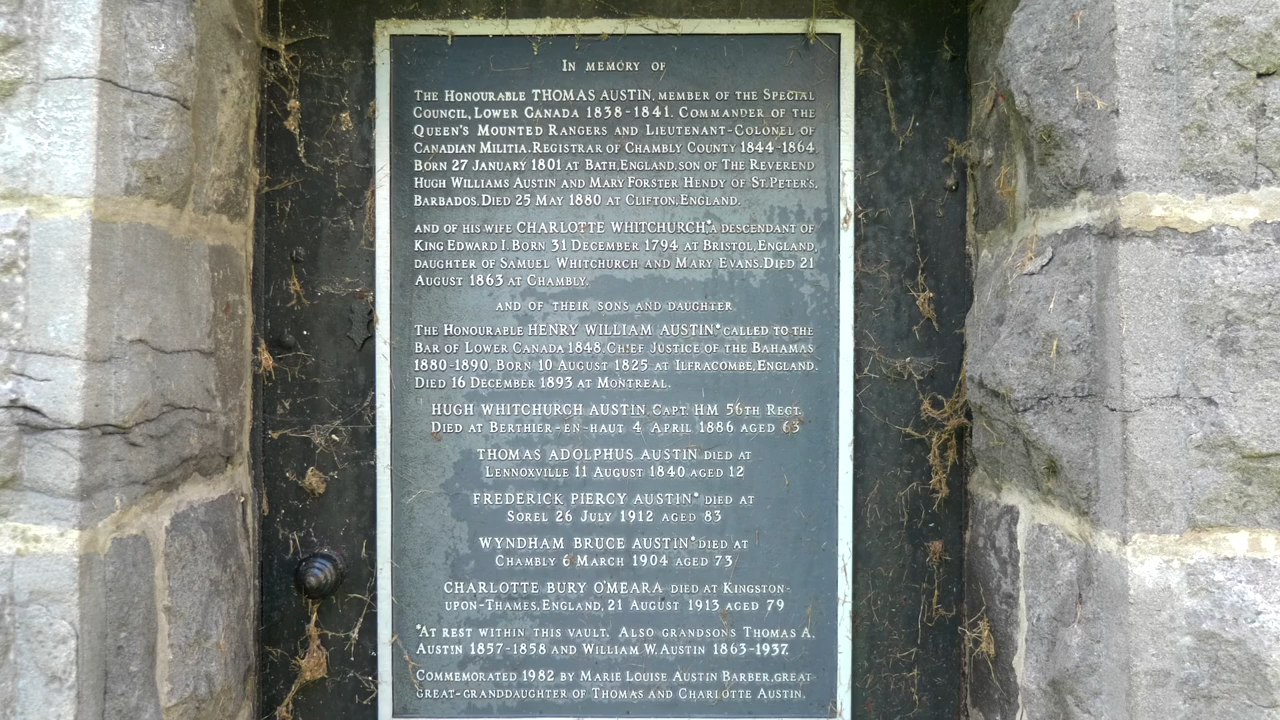 In memory of
The Honourable THOMAS AUSTIN, member of the Special
Council, Lower Canada 1838-1841. Commander of the
Queen's Mounted Rangers and Lieutenant-Colonel of
Canadian Militia. Registrar of Chambly County 1844-1864.
Born 27 January 1801 at Bath, England, son of The Reverend
Hugh Williams Austin and Mary Forster Hendy of St. Peter's,
Barbados. Died 25 May 1880 at Clifton, England.
and of his wife CHARLOTTE WHITCHURCH*, a descendant of
King Edward I. Born 31 December 1794 at Bristol, England,
daughter of Samuel Whitchurch and Mary Evans. Died 21
August 1863 at Chambly.
and of their sons and daughter
The Honourable HENRY WILLIAM AUSTIN* called to the
Bar of Lower Canada 1848. Chief Justice of the Bahamas
1880-1890. Born 10 August 1825 at Ilfracombe, England.
Died 16 December 1893 at Montreal.
HUGH WHITCHURCH AUSTIN, Capt. HM 56th Regt.
Died at Berthier-en-haut 4 April 1886 aged 63
THOMAS ADOLPHUS AUSTIN died at
Lennoxville 11 August 1840 aged 12
FREDERICK PIERCY AUSTIN* died at
Sorel 26 July 1912 aged 83
WYNDHAM BRUCE AUSTIN* died at
Chambly 6 March 1904 aged 73
CHARLOTTE BURY O'MEARA died at Kingston-
upon-Thames, England, 21 August 1913 aged 79
*At rest within this vault. Also grandsons Thomas A.
Austin 1857-1858 and William W. Austin 1863-1937.
Commemorated 1982 by Marie Louise Austin Barber, great-
great-granddaughter of Thomas and Charlotte Austin.